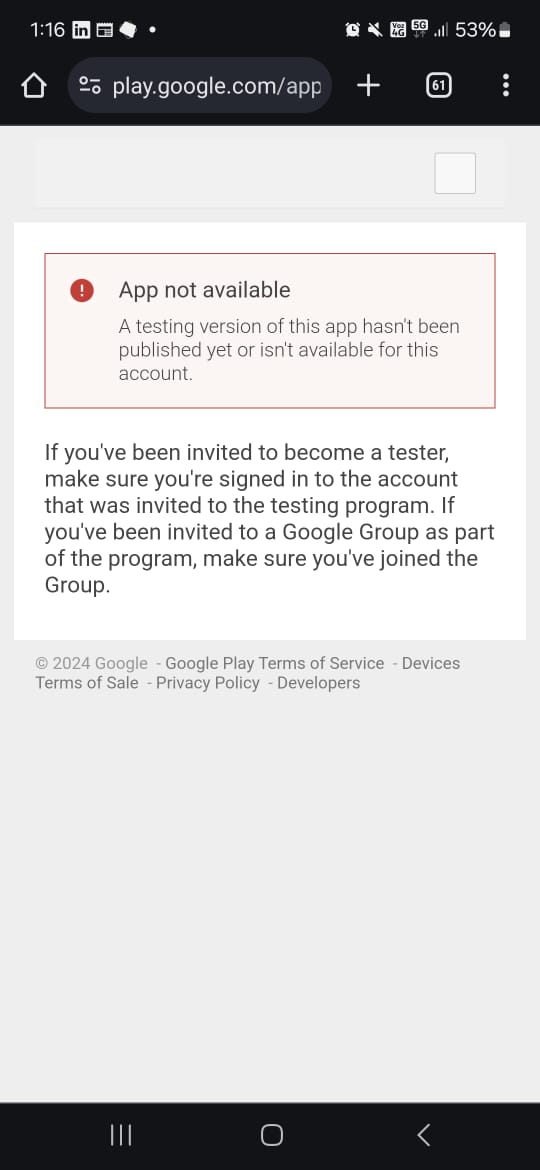 1:16 in 53%
Vo2 4G 5G
play.google.com/app 61
App not available
A testing version of this app hasn't been
published yet or isn't available for this
account.
If you've been invited to become a tester,
make sure you're signed in to the account
that was invited to the testing program. If
you've been invited to a Google Group as part
of the program, make sure you've joined the
Group.
© 2024 Google - Google Play Terms of Service - Devices
Terms of Sale - Privacy Policy - Developers